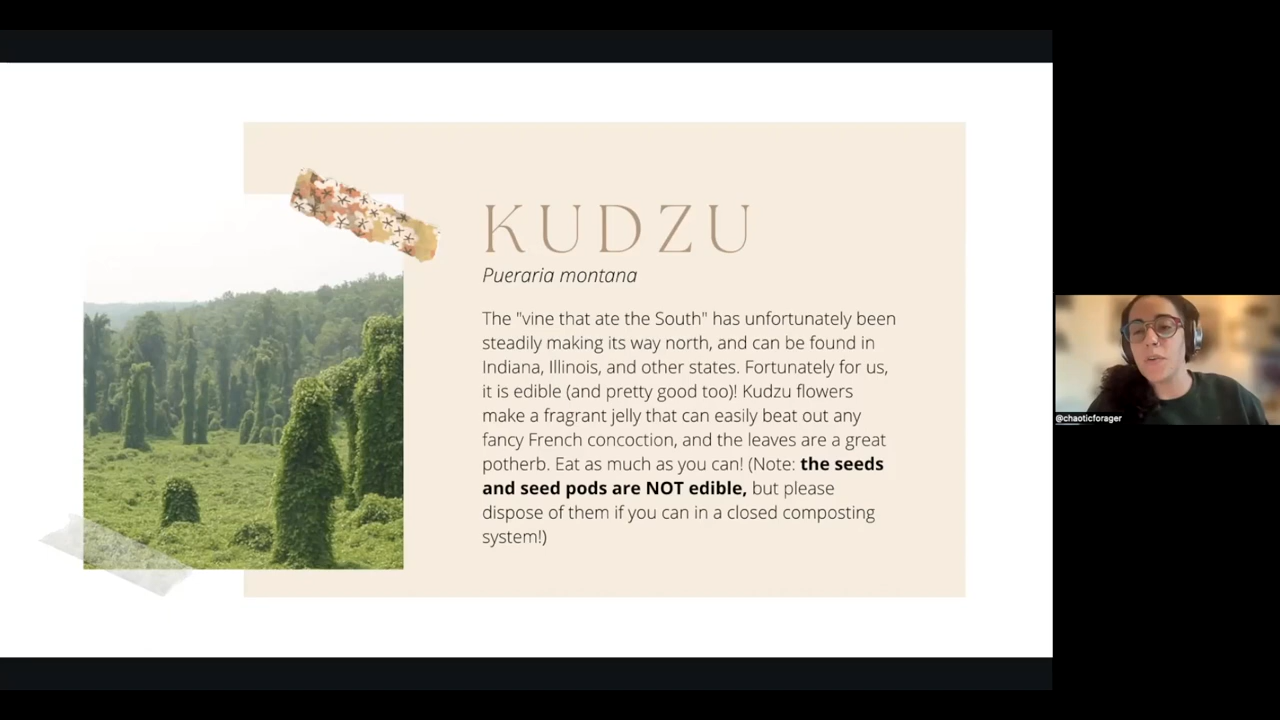 KUDZU
Pueraria montana
The "vine that ate the South" has unfortunately been
steadily making its way north, and can be found in
Indiana, Illinois, and other states. Fortunately for us,
it is edible (and pretty good too)! Kudzu flowers
make a fragrant jelly that can easily beat out any
fancy French concoction, and the leaves are a great
potherb. Eat as much as you can! (Note: the seeds
and seed pods are NOT edible, but please
dispose of them if you can in a closed composting
system!)
@chaoticforager